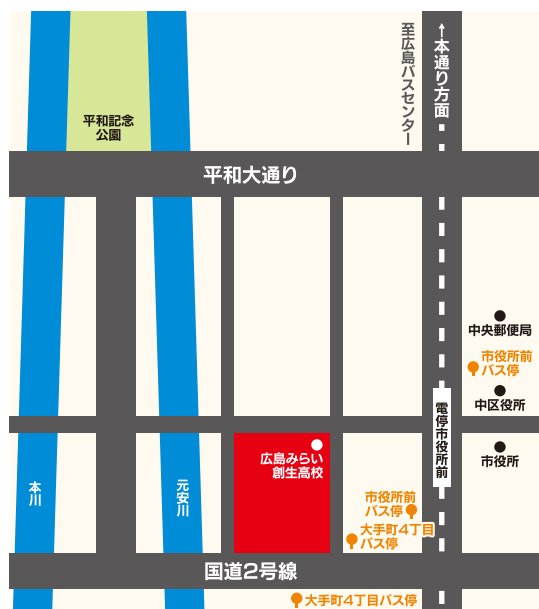 至広島バスセンター
←本通り方面
平和記念
公園
平和大通り
中央郵便局
市役所前
バス停
中区役所
電停市役所前
広島みらい
創生高校
市役所
本川
元安川
市役所前
バス停
大手町4丁目
バス停
国道2号線
大手町4丁目バス停